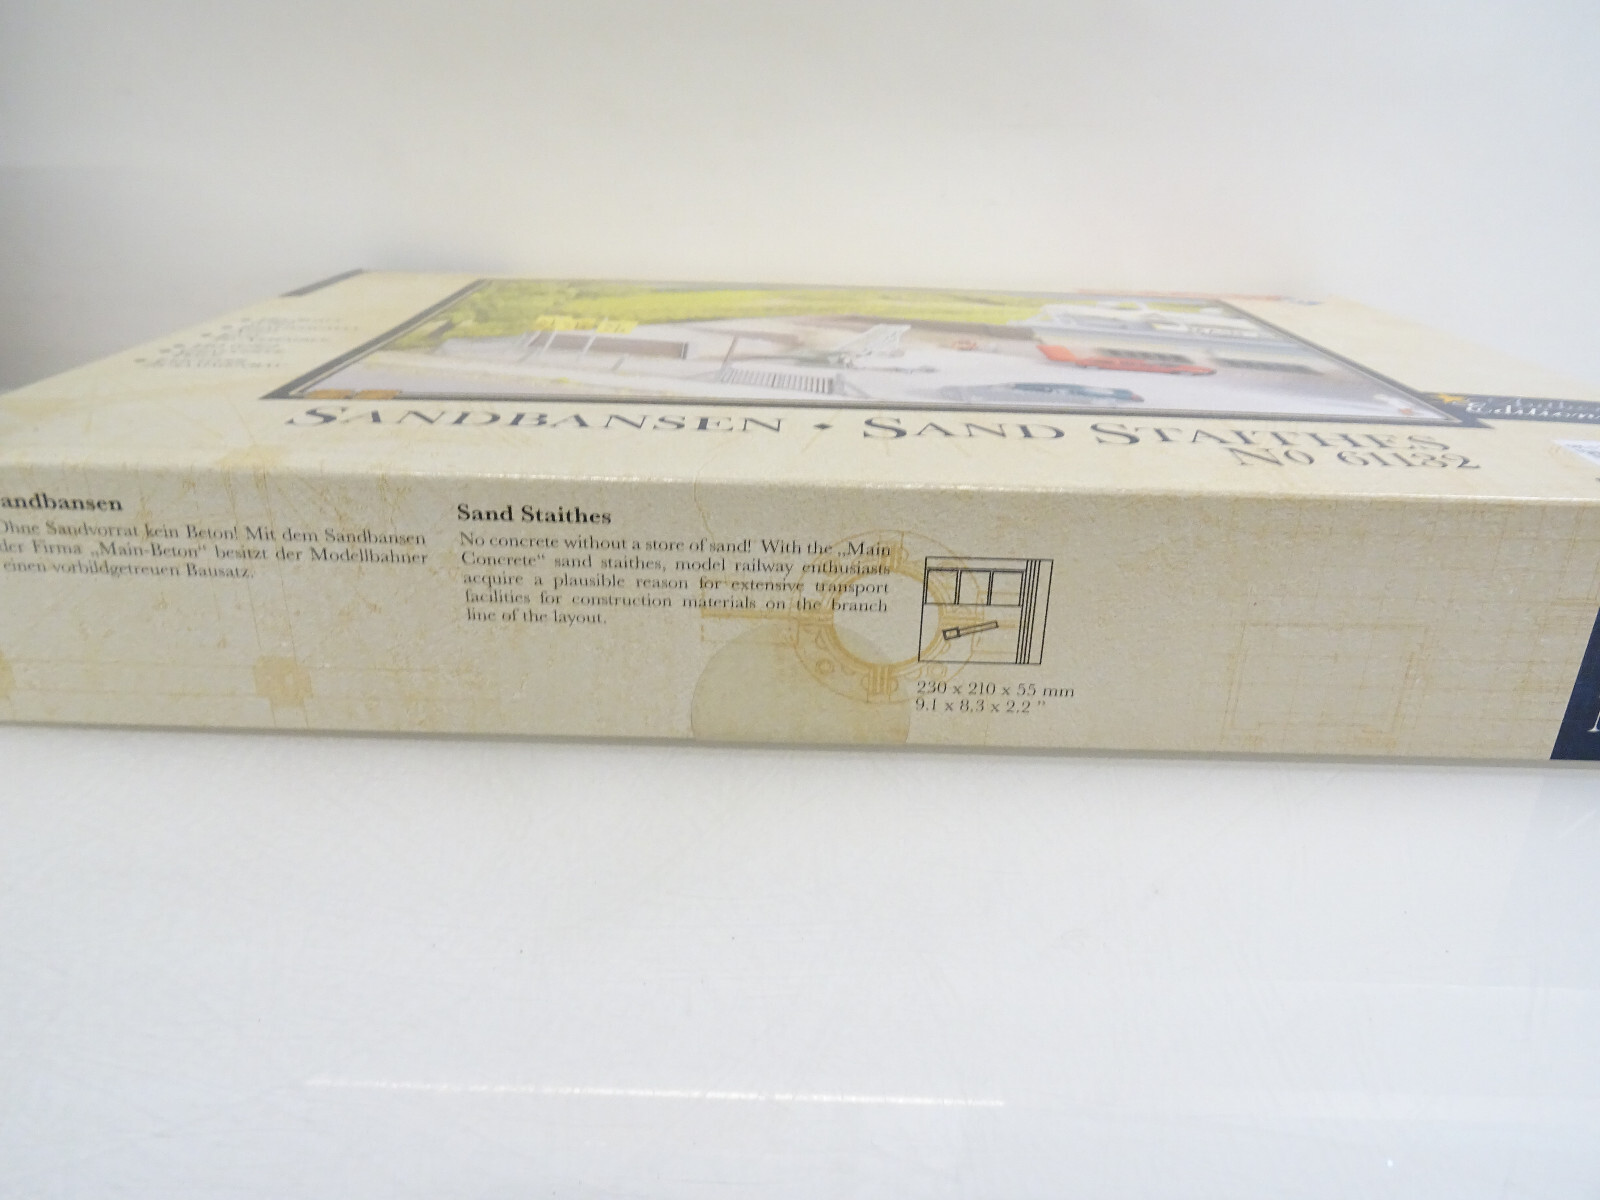 SANDBANSEN • SAND STAITHES
NO 61132
Edition
andbansen
Ohne Sandvorrat kein Beton! Mit dem Sandbansen
der Firma „Main-Beton“ besitzt der Modellbahner
einen vorbildgetreuen Bausatz.
Sand Staithes
No concrete without a store of sand! With the „Main
Concrete“ sand staithes, model railway enthusiasts
acquire a plausible reason for extensive transport
facilities for construction materials on the branch
line of the layout.
230 x 210 x 55 mm
9.1 x 8.3 x 2.2 "